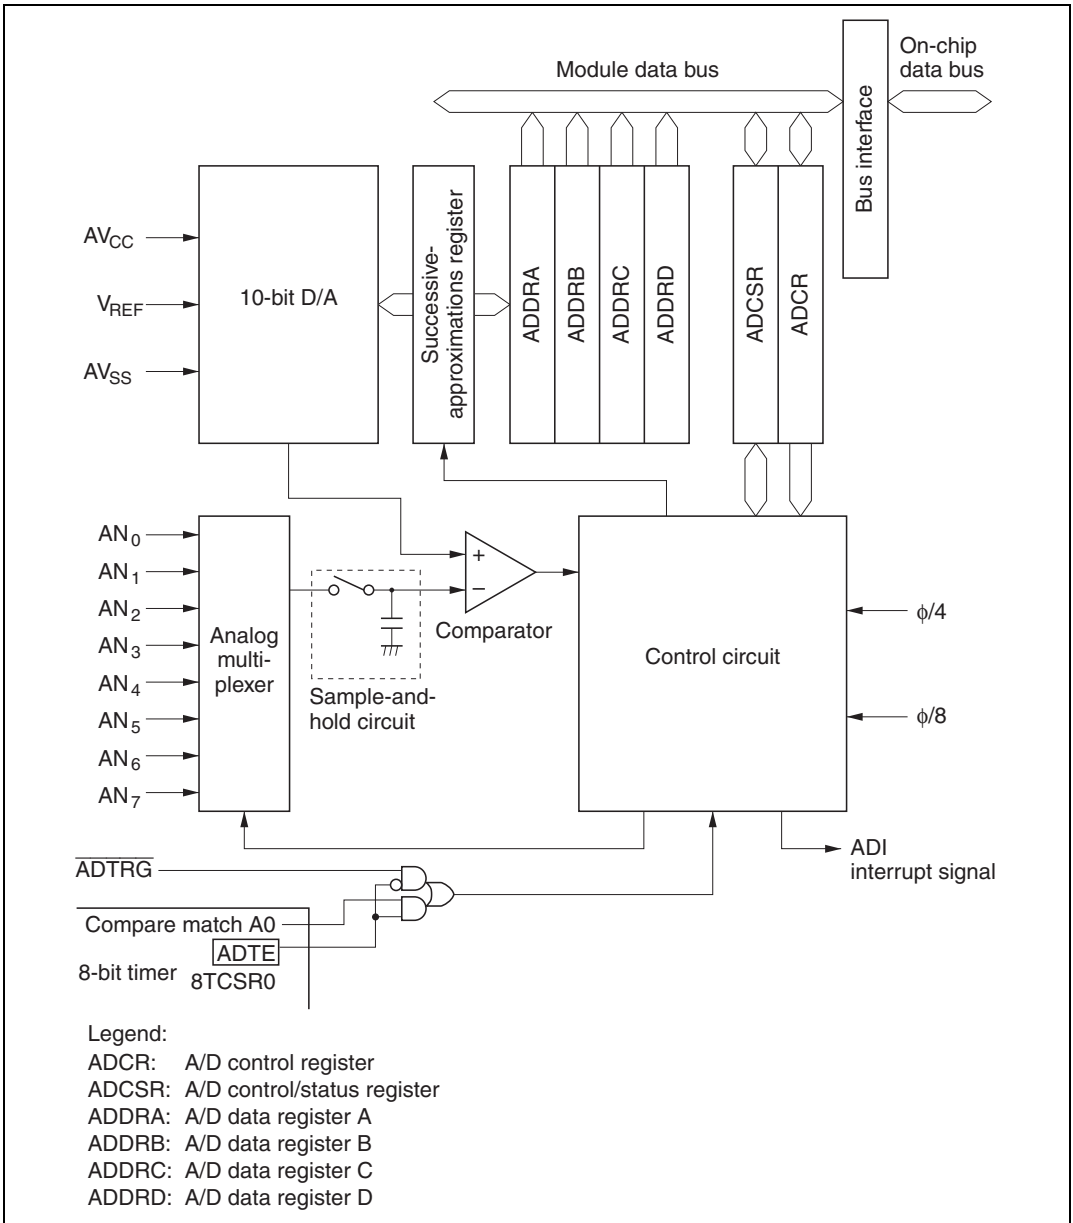 Module data bus
On-chip
data bus
Bus interface
AVCC
VREF
AVSS
10-bit D/A
Successive-
approximations register
ADDRA
ADDRB
ADDRC
ADDRD
ADCSR
ADCR
AN0
AN1
AN2
AN3
AN4
AN5
AN6
AN7
Analog
multi-
plexer
Sample-and-
hold circuit
+
−
Comparator
Control circuit
ϕ/4
ϕ/8
ADI
interrupt signal
ADTRG
Compare match A0
ADTE
8-bit timer
8TCSR0
Legend:
ADCR: A/D control register
ADCSR: A/D control/status register
ADDRA: A/D data register A
ADDRB: A/D data register B
ADDRC: A/D data register C
ADDRD: A/D data register D